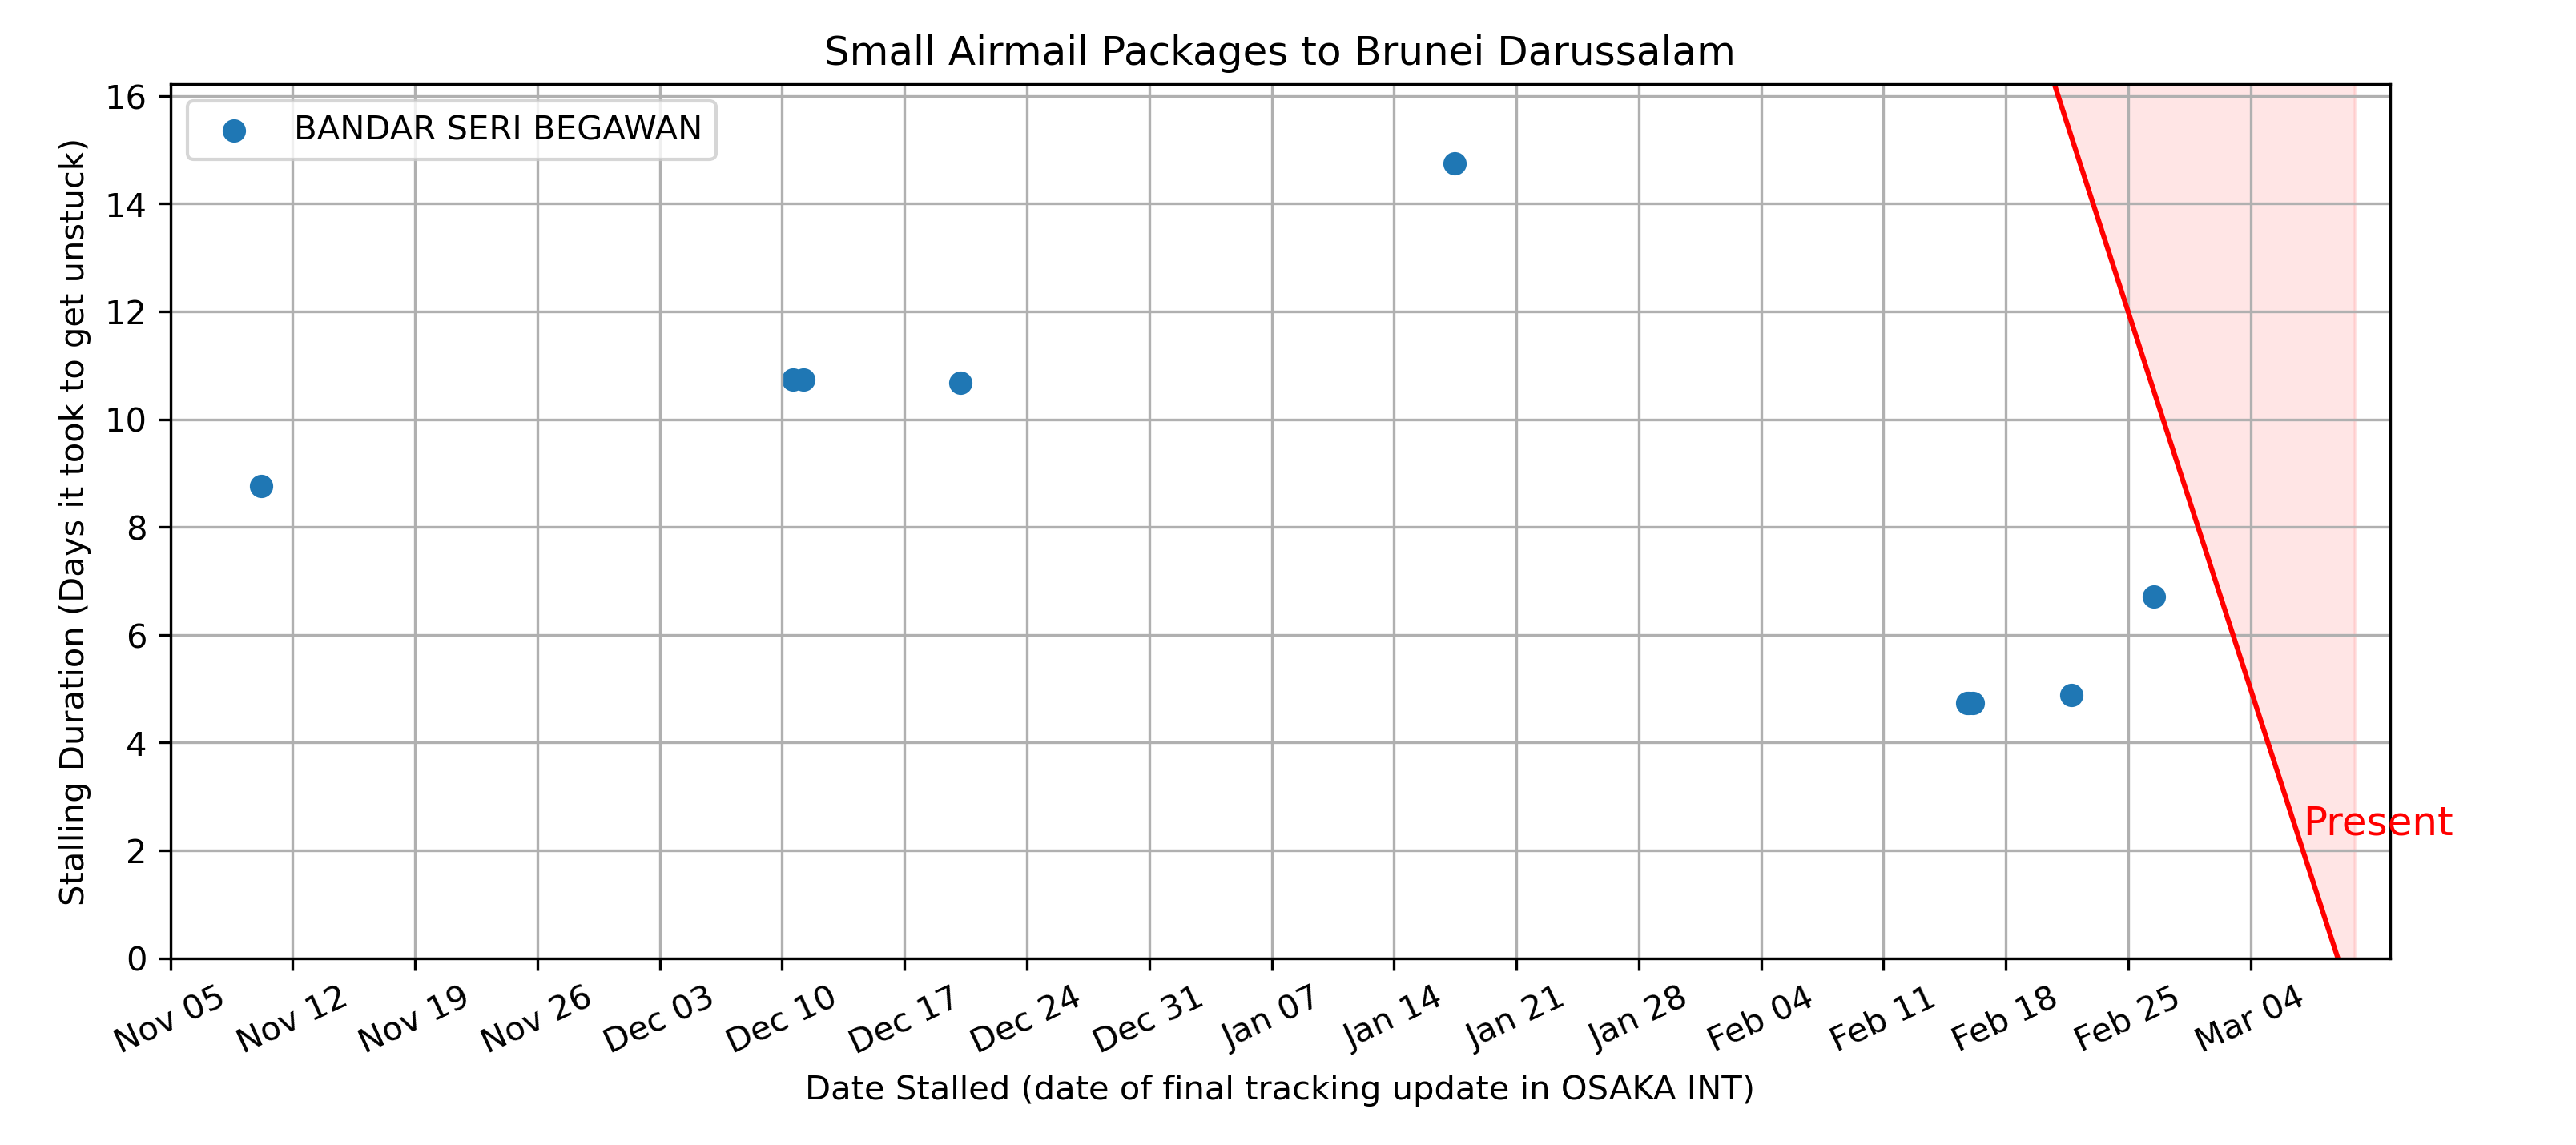 Small Airmail Packages to Brunei Darussalam
BANDAR SERI BEGAWAN
Stalling Duration (Days it took to get unstuck)
16
14
12
10
8
6
4
2
0
Present
Nov 05
Nov 12
Nov 19
Nov 26
Dec 03
Dec 10
Dec 17
Dec 24
Dec 31
Jan 07
Jan 14
Jan 21
Jan 28
Feb 04
Feb 11
Feb 18
Feb 25
Mar 04
Date Stalled (date of final tracking update in OSAKA INT)